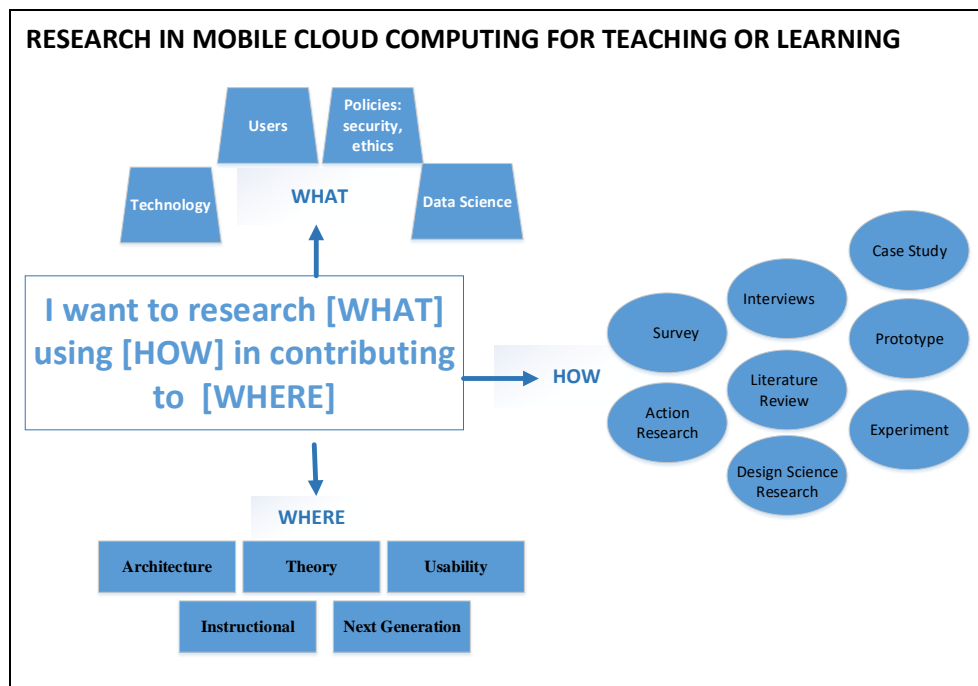 RESEARCH IN MOBILE CLOUD COMPUTING FOR TEACHING OR LEARNING
Users
Policies:
security,
ethics
Technology
WHAT
Data Science
I want to research [WHAT]
using [HOW] in contributing
to [WHERE]
HOW
Case Study
Interviews
Survey
Prototype
Literature
Review
Action
Research
Experiment
Design Science
Research
WHERE
Architecture
Theory
Usability
Instructional
Next Generation